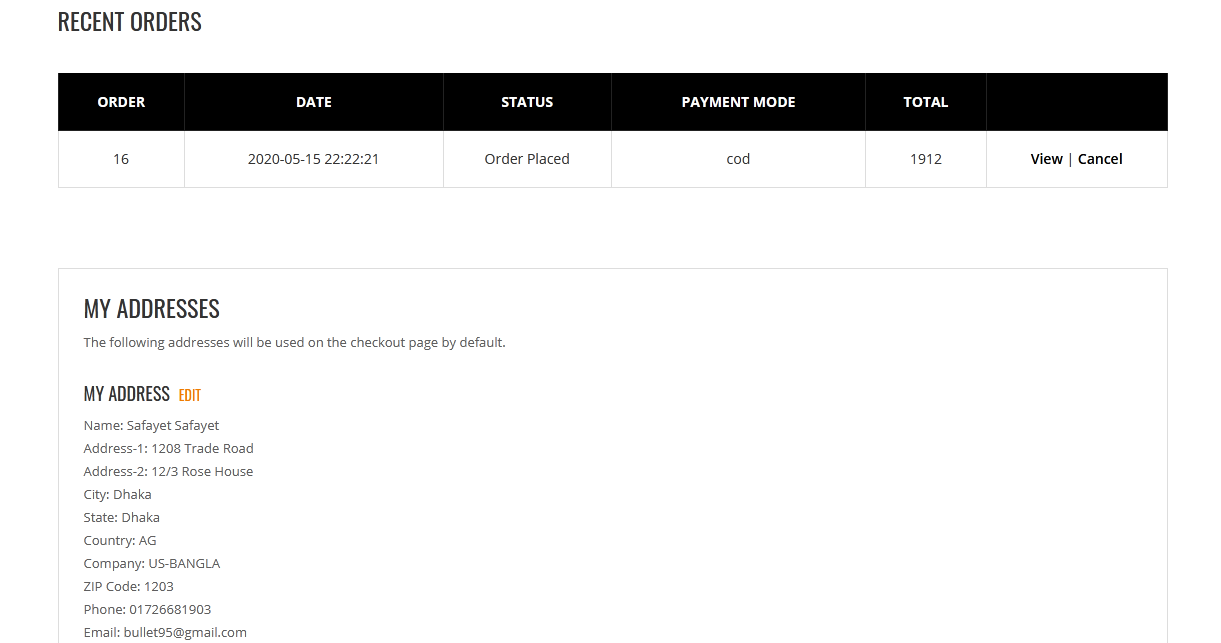 RECENT ORDERS
ORDER DATE STATUS PAYMENT MODE TOTAL
16 2020-05-15 22:22:21 Order Placed cod 1912 View | Cancel
MY ADDRESSES
The following addresses will be used on the checkout page by default.
MY ADDRESS EDIT
Name: Safayet Safayet
Address-1: 1208 Trade Road
Address-2: 12/3 Rose House
City: Dhaka
State: Dhaka
Country: AG
Company: US-BANGLA
ZIP Code: 1203
Phone: 01726681903
Email: bullet95@gmail.com